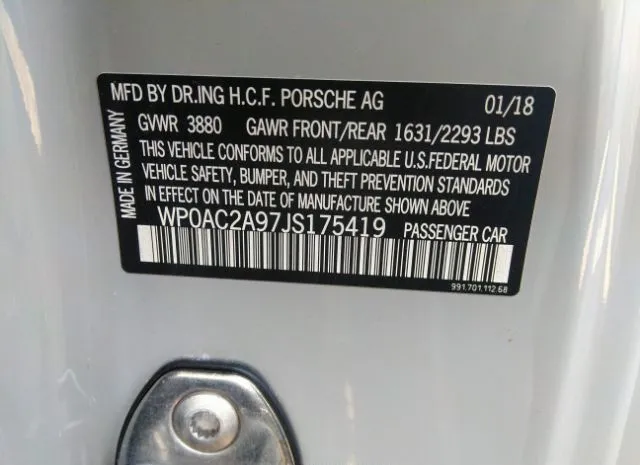 MFD BY DR.ING H.C.F. PORSCHE AG 01/18
MADE IN GERMANY
GVWR 3880 GAWR FRONT/REAR 1631/2293 LBS
THIS VEHICLE CONFORMS TO ALL APPLICABLE U.S.FEDERAL MOTOR
VEHICLE SAFETY, BUMPER, AND THEFT PREVENTION STANDARDS
IN EFFECT ON THE DATE OF MANUFACTURE SHOWN ABOVE
WP0AC2A97JS175419 PASSENGER CAR
991.701.112.68